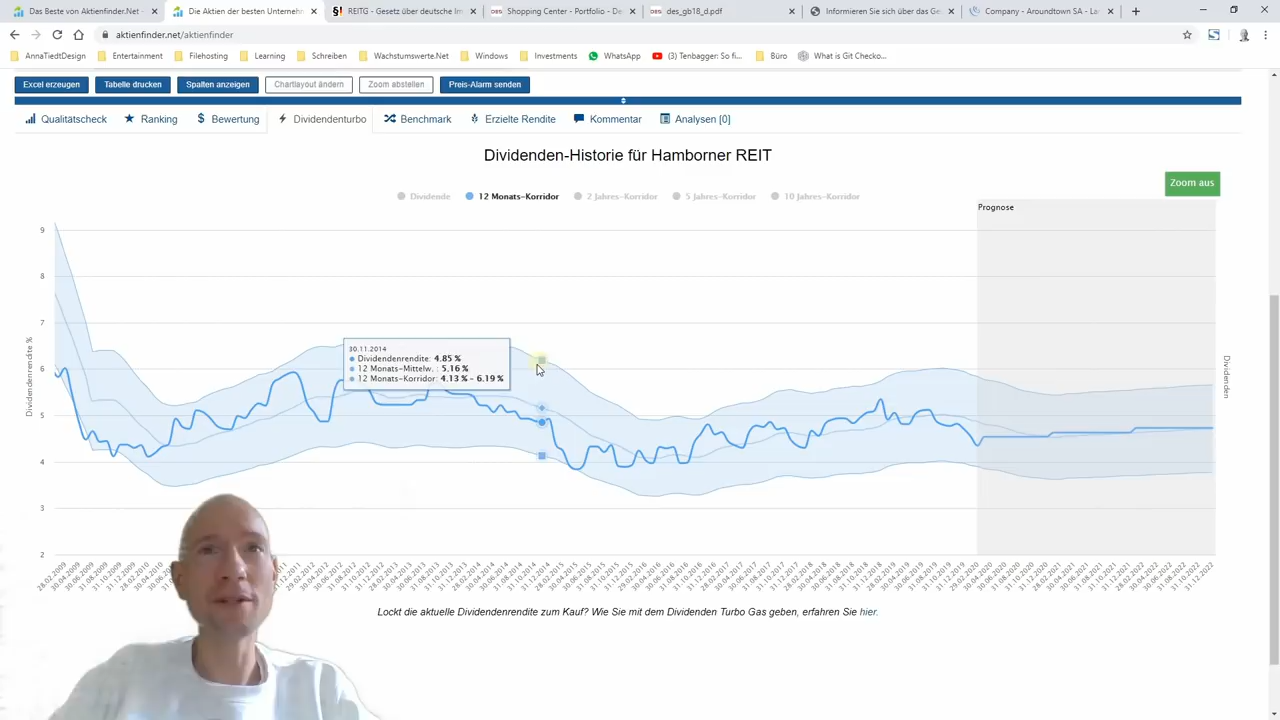 Das Beste von Aktienfinder.Net -
Die Aktien der besten Unternehm
REITG - Gesetz über deutsche Im
Shopping Center - Portfolio - De
des_gb18_d.pdf
Informieren Sie sich über das Ge
Company - Aroundtown SA - La
aktienfinder.net/aktienfinder
AnnaTiedtDesign
Entertainment
Filehosting
Learning
Schreiben
Wachstumswerte.Net
Windows
Investments
WhatsApp
(3) Tenbagger: So fi...
Büro
What is Git Checko...
Excel erzeugen
Tabelle drucken
Spalten anzeigen
Chartlayout ändern
Zoom abstellen
Preis-Alarm senden
Qualitätscheck
Ranking
Bewertung
Dividendenturbo
Benchmark
Erzielte Rendite
Kommentar
Analysen [0]
Dividenden-Historie für Hamborner REIT
Zoom aus
Dividende
12 Monats-Korridor
2 Jahres-Korridor
5 Jahres-Korridor
10 Jahres-Korridor
Prognose
9
8
7
6
5
4
3
2
Dividendenrendite %
Dividenden
30.11.2014
Dividendenrendite: 4.85 %
12 Monats-Mittelw. : 5.16 %
12 Monats-Korridor: 4.13 % - 6.19 %
Lockt die aktuelle Dividendenrendite zum Kauf? Wie Sie mit dem Dividenden Turbo Gas geben, erfahren Sie hier.